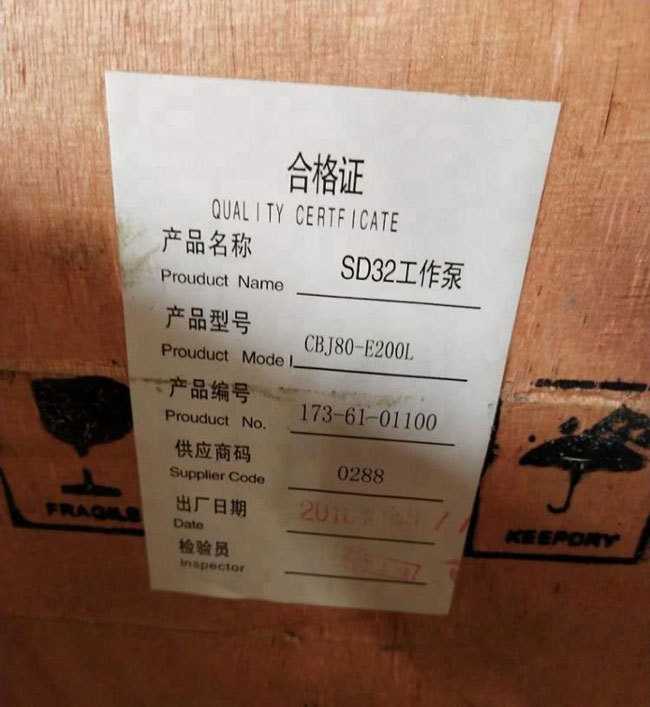 合格证
QUALITY CERTFICATE
产品名称
Prouduct Name
SD32工作泵
产品型号
Prouduct Model
CBJ80-E200L
产品编号
Prouduct No.
173-61-01100
供应商码
Supplier Code
0288
出厂日期
Date
检验员
Inspector
FRAGILE
KEEPDRY